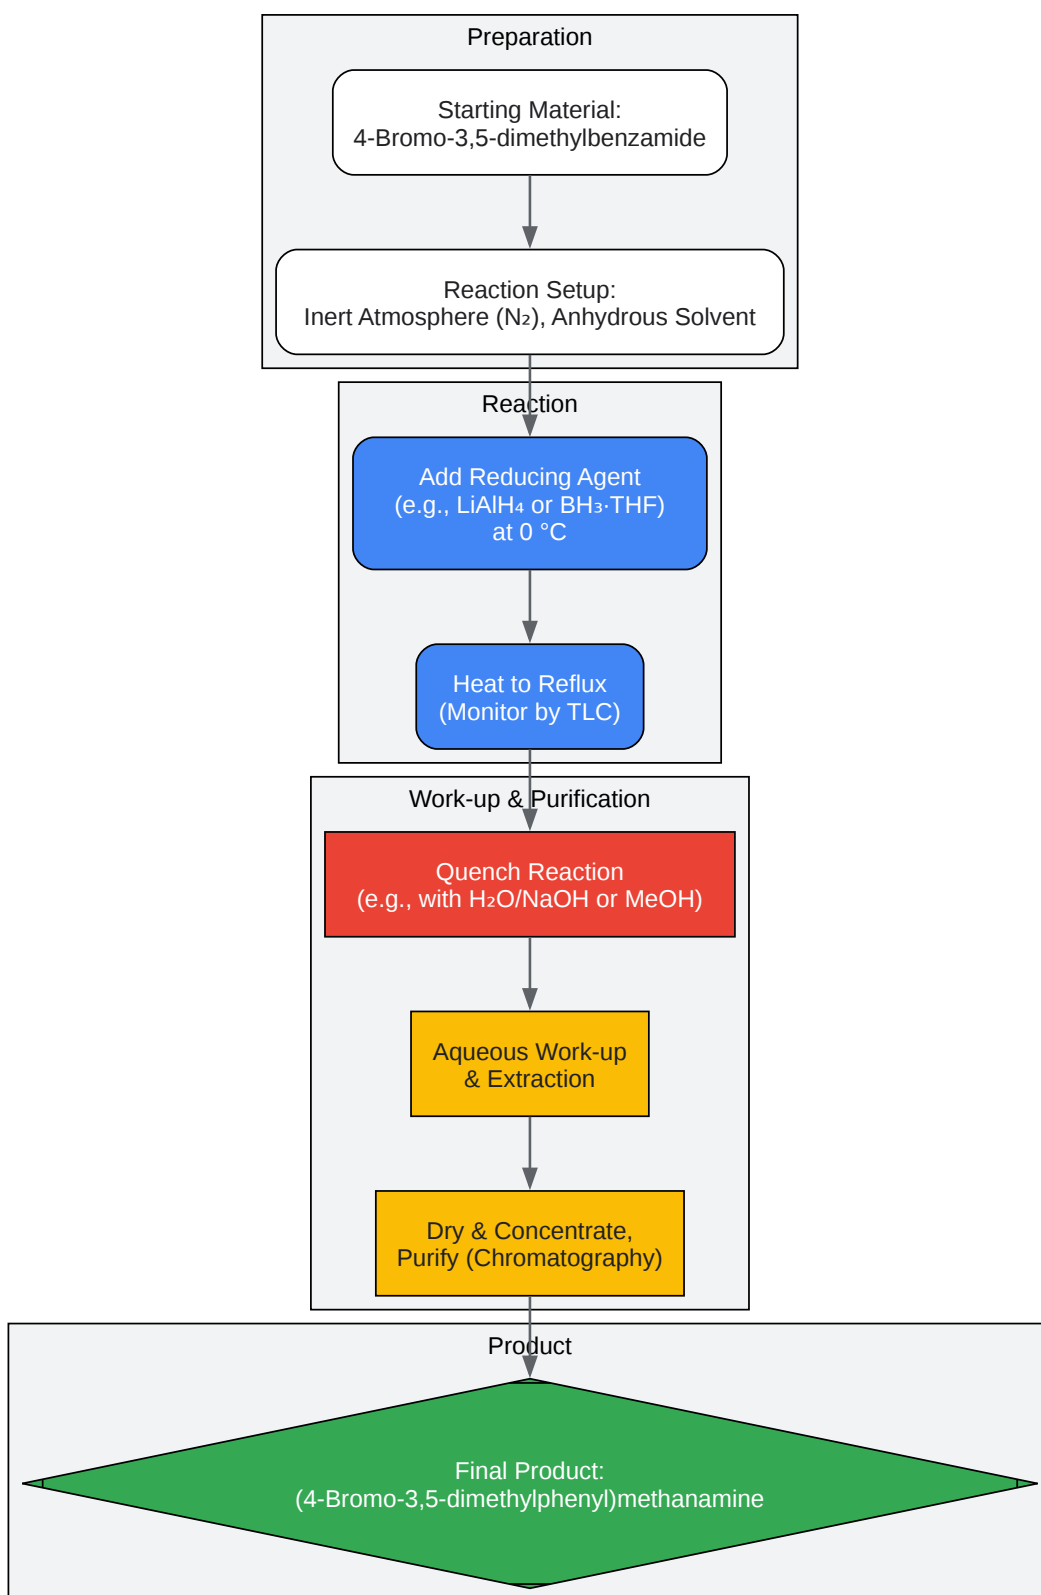 Preparation
Starting Material:
4-Bromo-3,5-dimethylbenzamide
Reaction Setup:
Inert Atmosphere (N₂), Anhydrous Solvent
Reaction
Add Reducing Agent
(e.g., LiAlH₄ or BH₃·THF)
at 0 °C
Heat to Reflux
(Monitor by TLC)
Work-up & Purification
Quench Reaction
(e.g., with H₂O/NaOH or MeOH)
Aqueous Work-up
& Extraction
Dry & Concentrate,
Purify (Chromatography)
Product
Final Product:
(4-Bromo-3,5-dimethylphenyl)methanamine